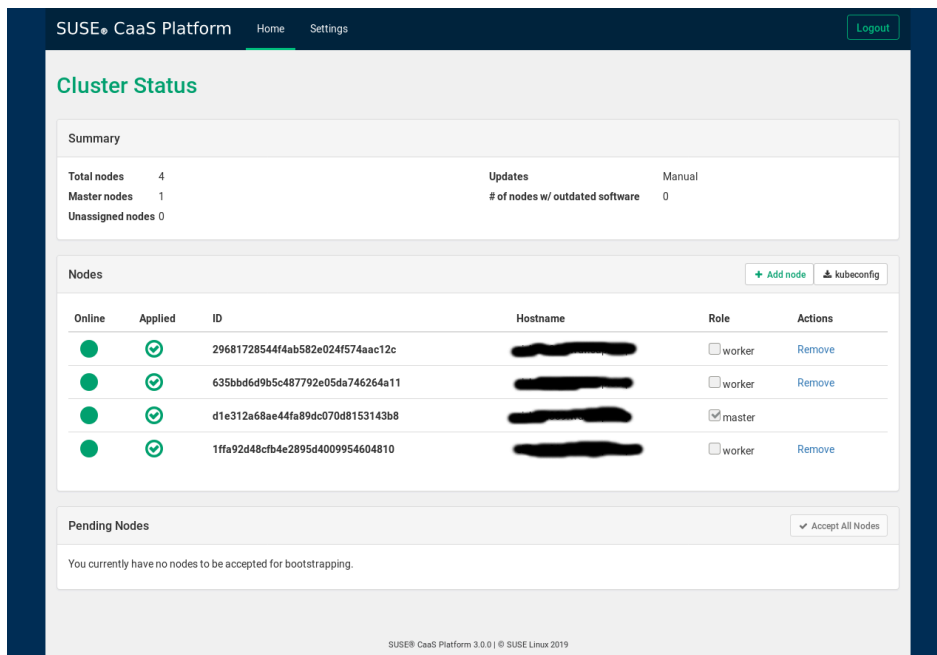 SUSE® CaaS Platform Home Settings Logout
Cluster Status
Summary
Total nodes 4 Updates Manual
Master nodes 1 # of nodes w/ outdated software 0
Unassigned nodes 0
Nodes + Add node kubeconfig
Online Applied ID Hostname Role Actions
29681728544f4ab582e024f574aac12c worker Remove
635bbd6d9b5c487792e05da746264a11 worker Remove
d1e312a68ae44fa89dc070d8153143b8 master
1ffa92d48cfb4e2895d4009954604810 worker Remove
Pending Nodes Accept All Nodes
You currently have no nodes to be accepted for bootstrapping.
SUSE® CaaS Platform 3.0.0 | © SUSE Linux 2019